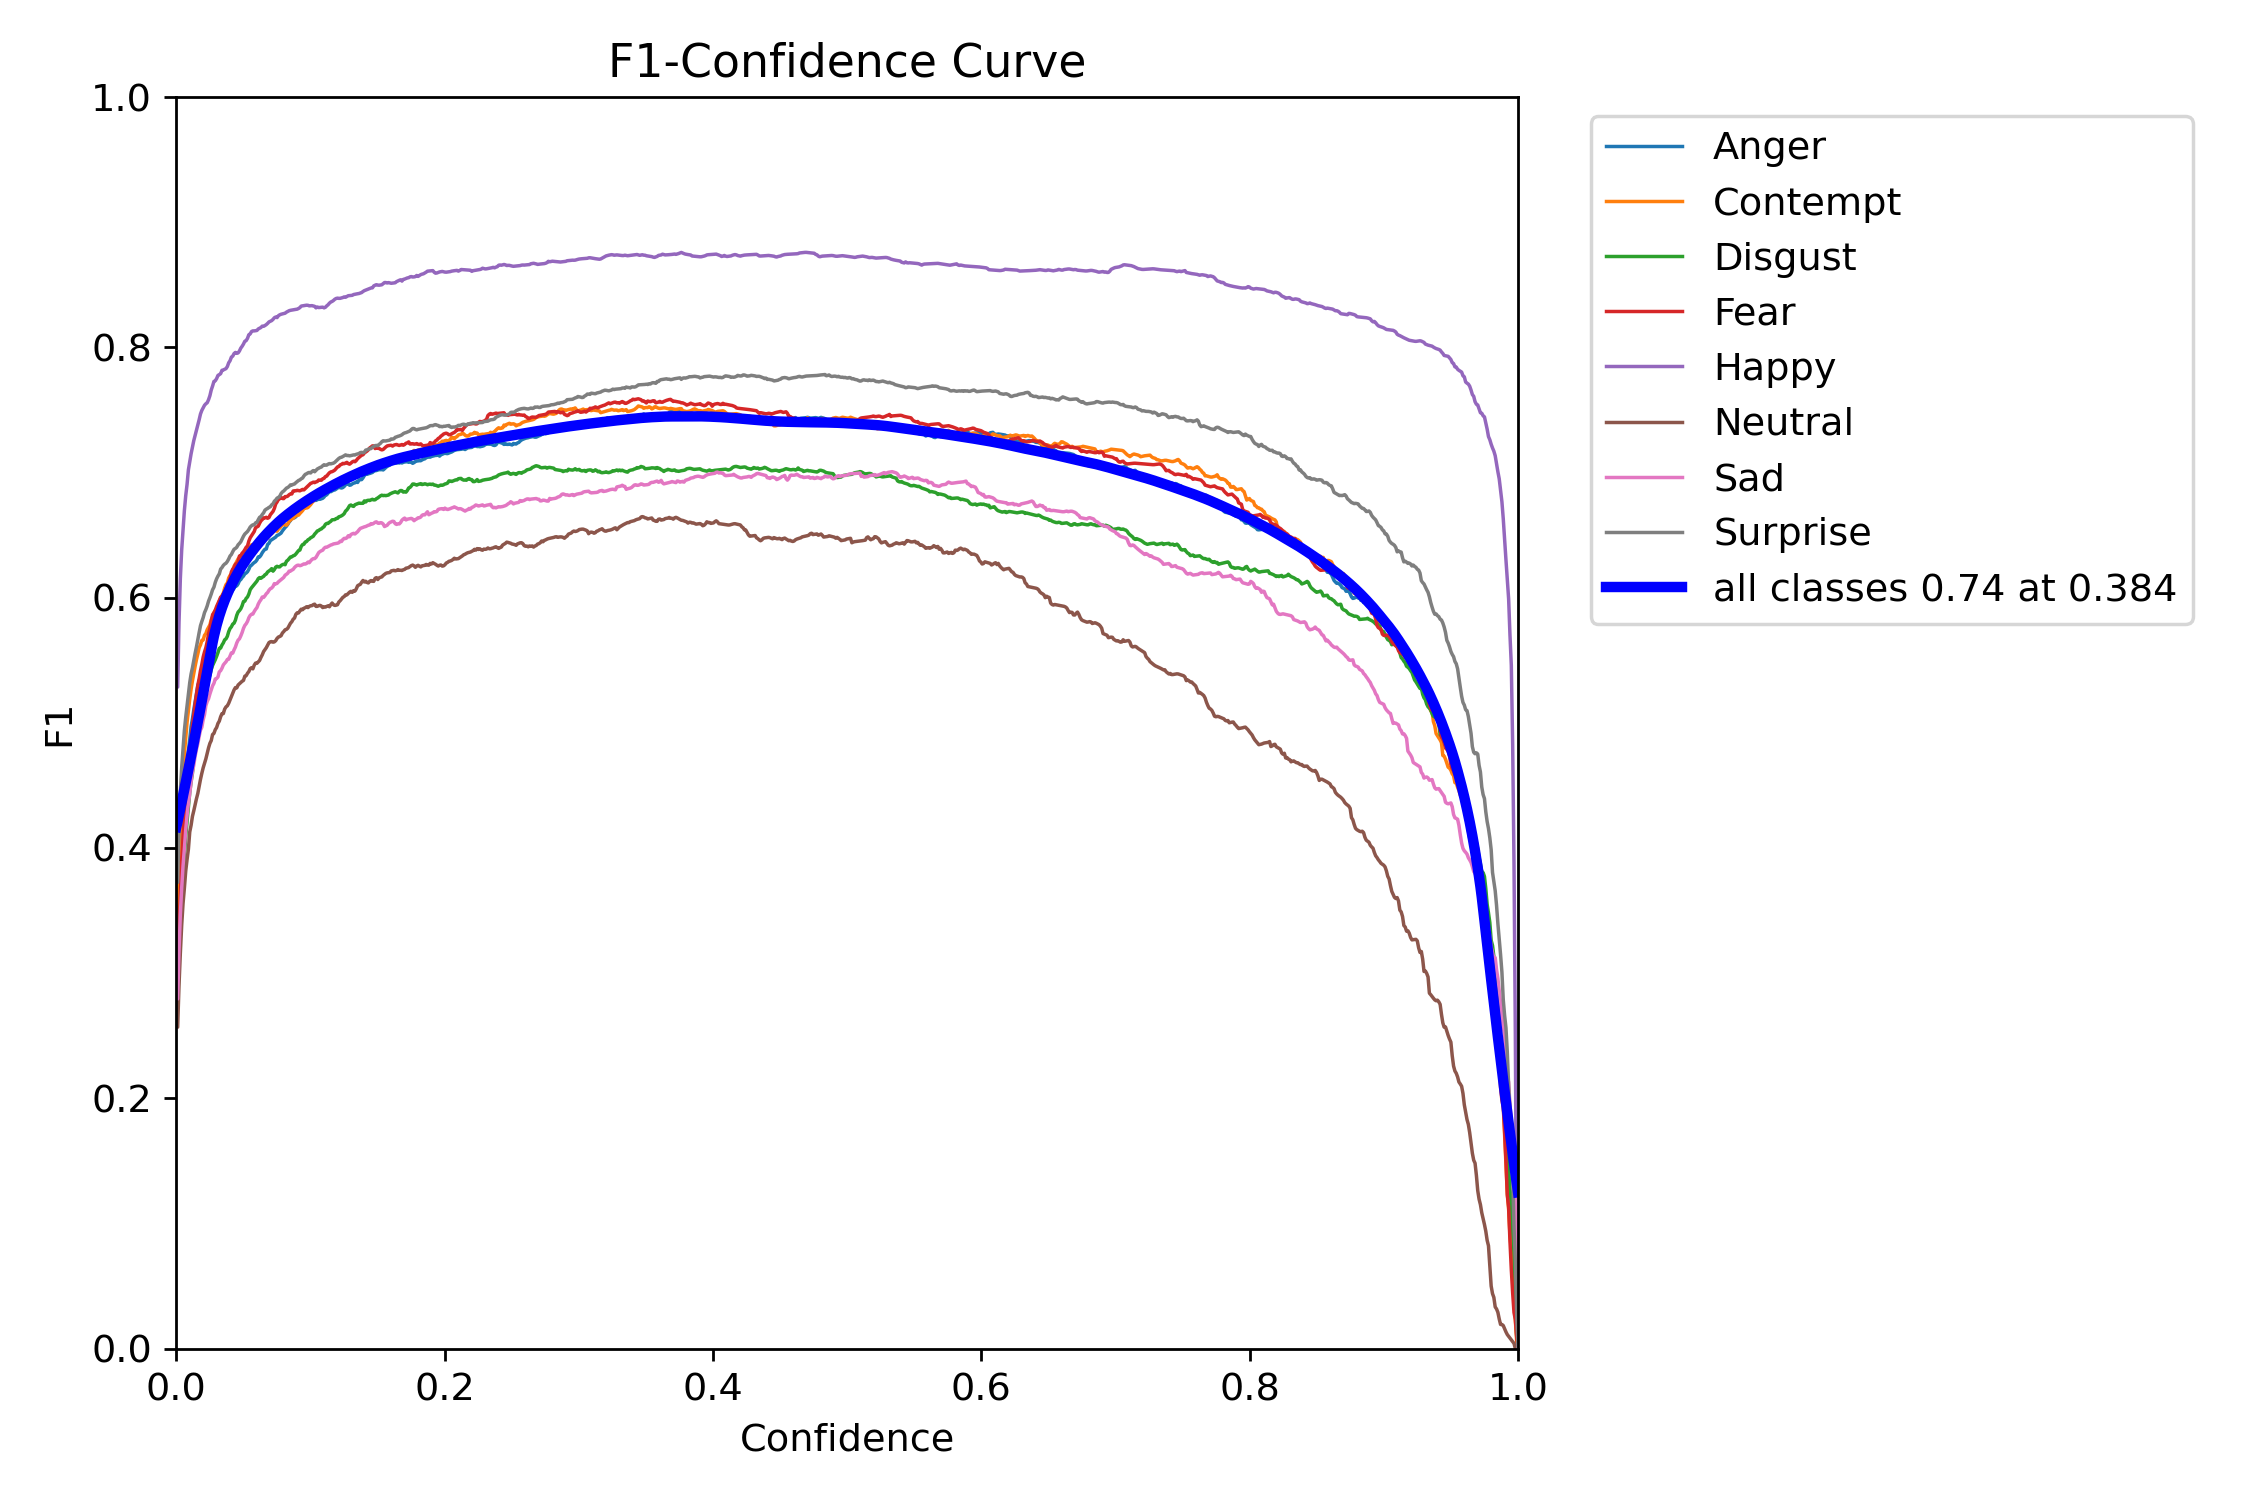 F1-Confidence Curve
1.0
0.8
0.6
0.4
0.2
0.0
F1
0.0 0.2 0.4 0.6 0.8 1.0
Confidence
Anger
Contempt
Disgust
Fear
Happy
Neutral
Sad
Surprise
all classes 0.74 at 0.384